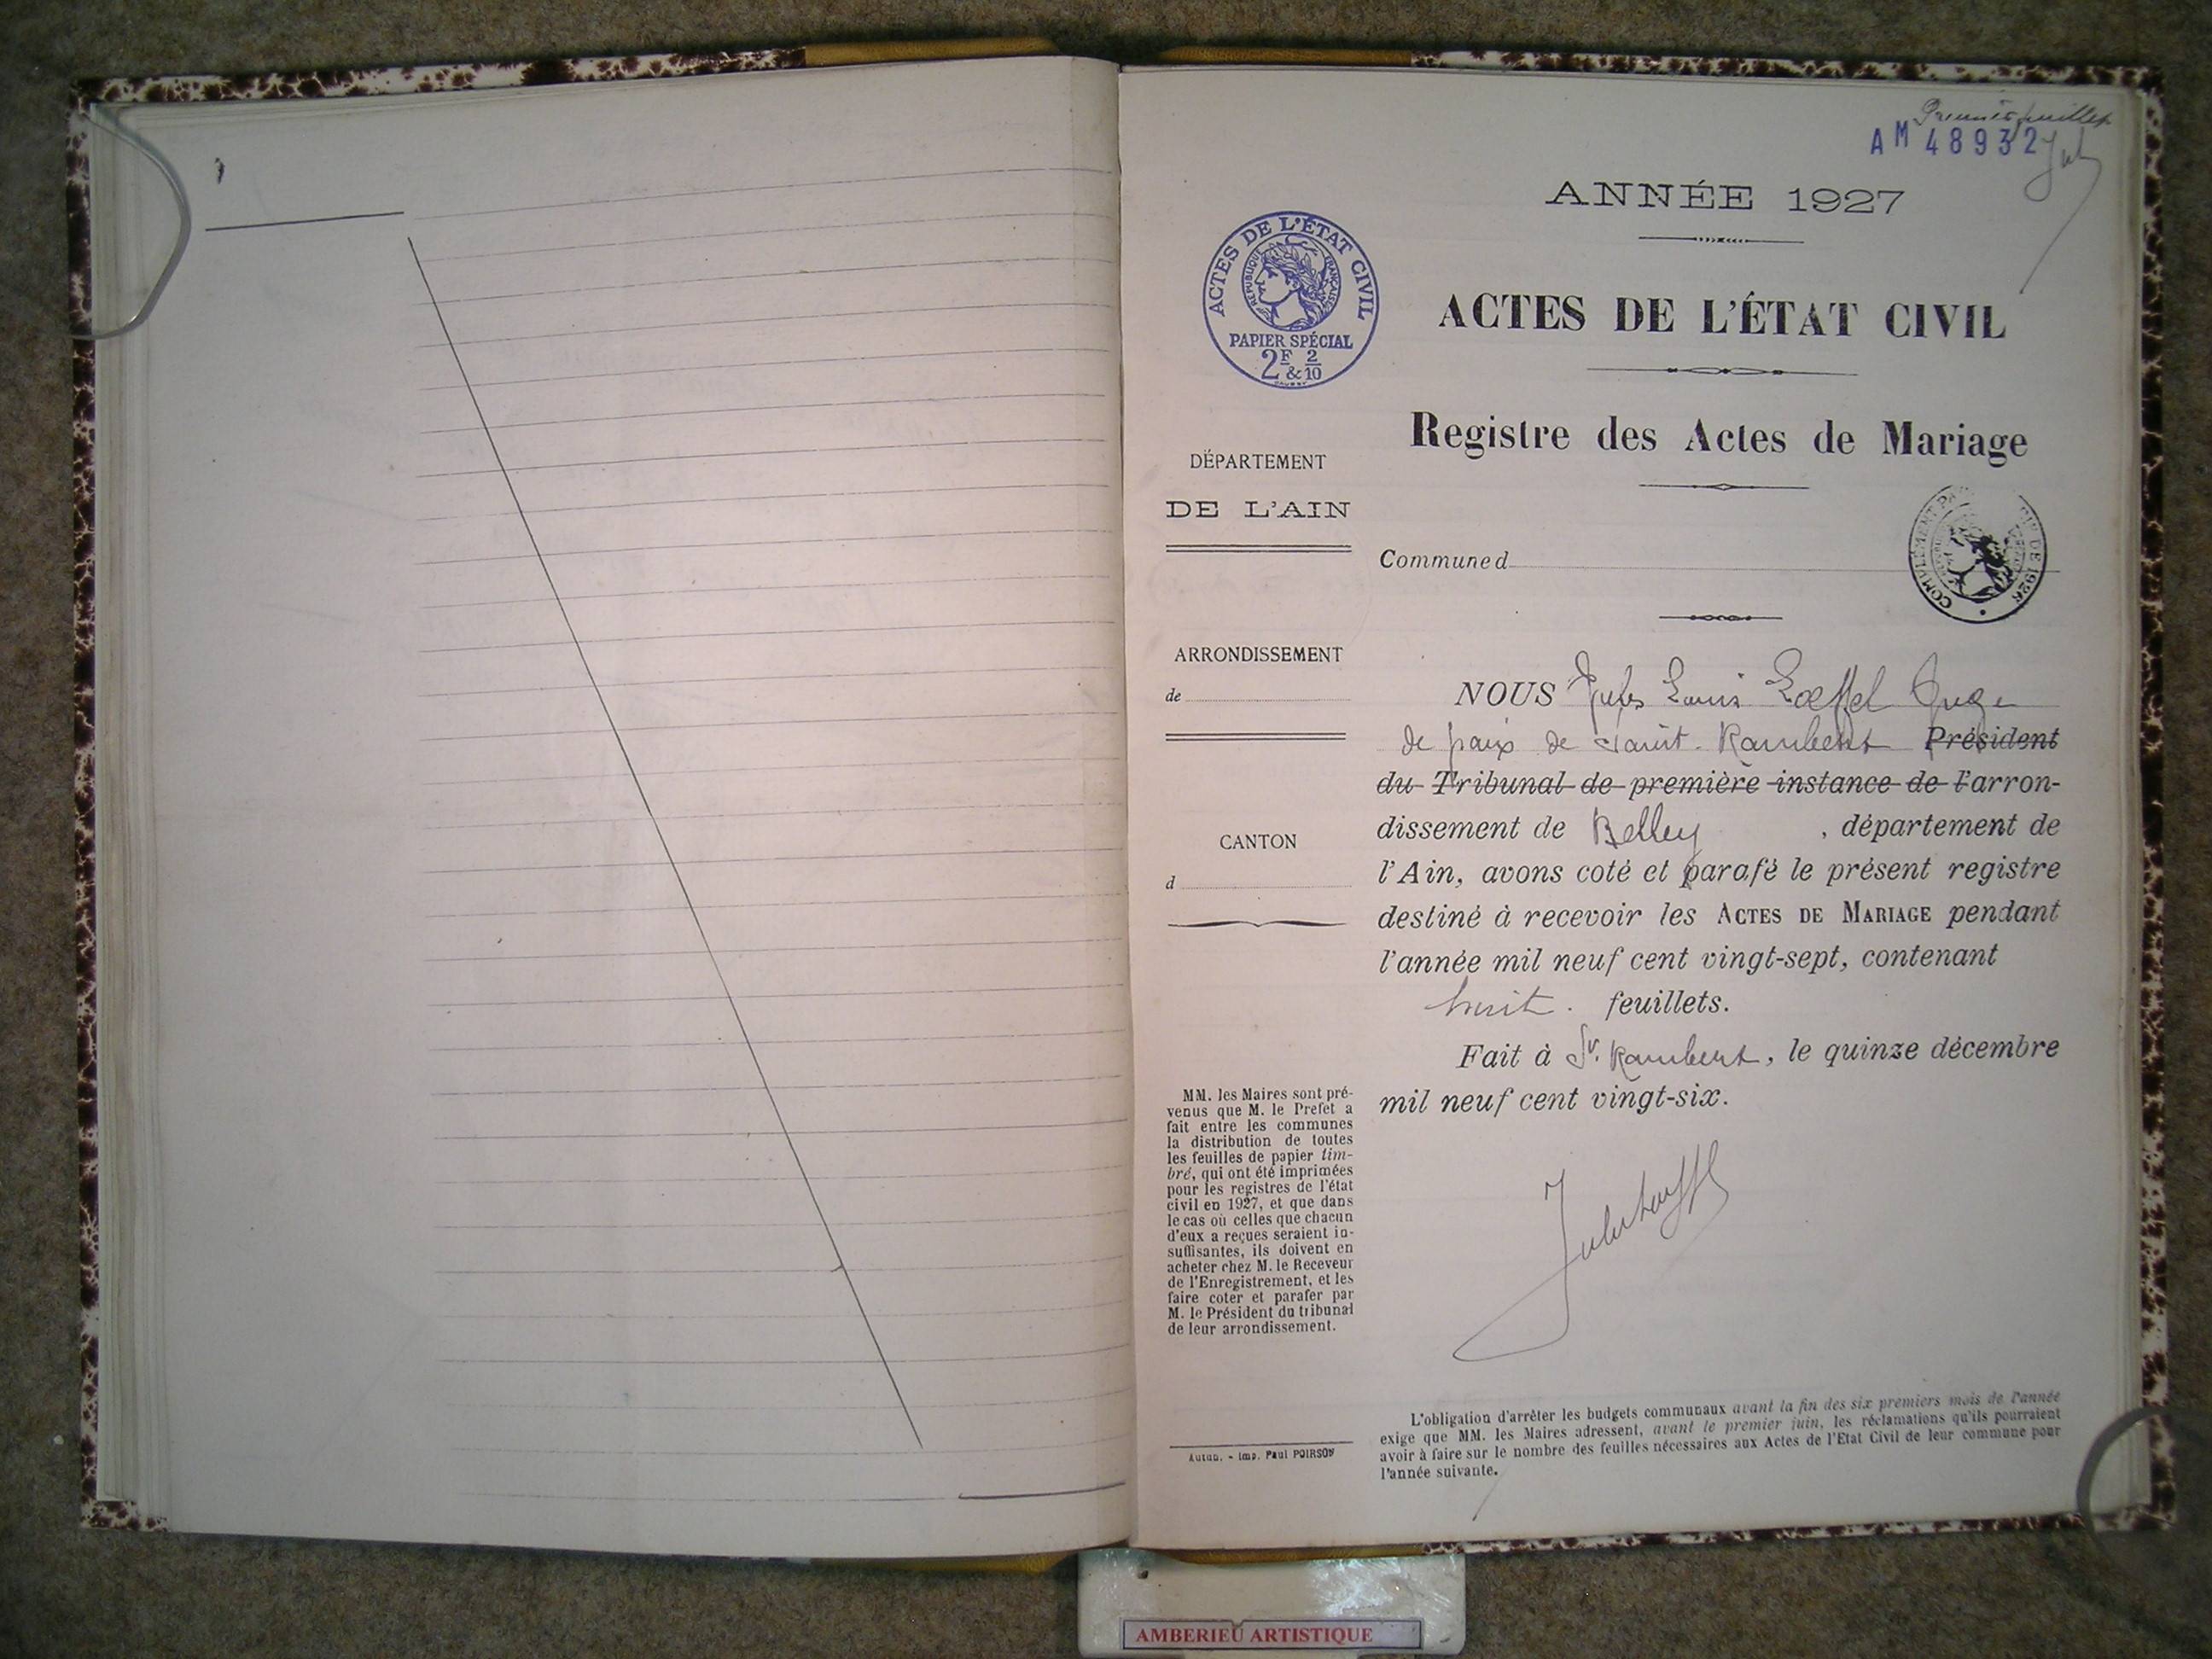 Premier feuillet
AM 48932
ANNÉE 1927
ACTES DE L'ÉTAT CIVIL
RÉPUBLIQUE FRANÇAISE
PAPIER SPÉCIAL
2F & 2/10
ACTES DE L'ÉTAT CIVIL
Registre des Actes de Mariage
DÉPARTEMENT
DE L'AIN
Commune d
DE 1926
ARRONDISSEMENT
de
CANTON
d
NOUS Jules Louis Loeffel Juge
de paix de Saint-Rambert Président
du Tribunal de première instance de l'arron-
dissement de Belley, département de
l'Ain, avons coté et parafé le présent registre
destiné à recevoir les ACTES DE MARIAGE pendant
l'année mil neuf cent vingt-sept, contenant
huit. feuillets.
Fait à St. Rambert, le quinze décembre
mil neuf cent vingt-six.
MM. les Maires sont pré-
venus que M. le Prefet a
fait entre les communes
la distribution de toutes
les feuilles de papier tim-
bré, qui ont été imprimées
pour les registres de l'état
civil en 1927, et que dans
le cas où celles que chacun
d'eux a reçues seraient in-
suffisantes, ils doivent en
acheter chez M. le Receveur
de l'Enregistrement, et les
faire coter et parafer par
M. le Président du tribunal
de leur arrondissement.
Autun. - Imp. Paul POIRSON
L'obligation d'arrêter les budgets communaux avant la fin des six premiers mois de l'année
exige que MM. les Maires adressent, avant le premier juin, les réclamations qu'ils pourraient
avoir à faire sur le nombre des feuilles nécessaires aux Actes de l'Etat Civil de leur commune pour
l'année suivante.
AMBERIEU ARTISTIQUE